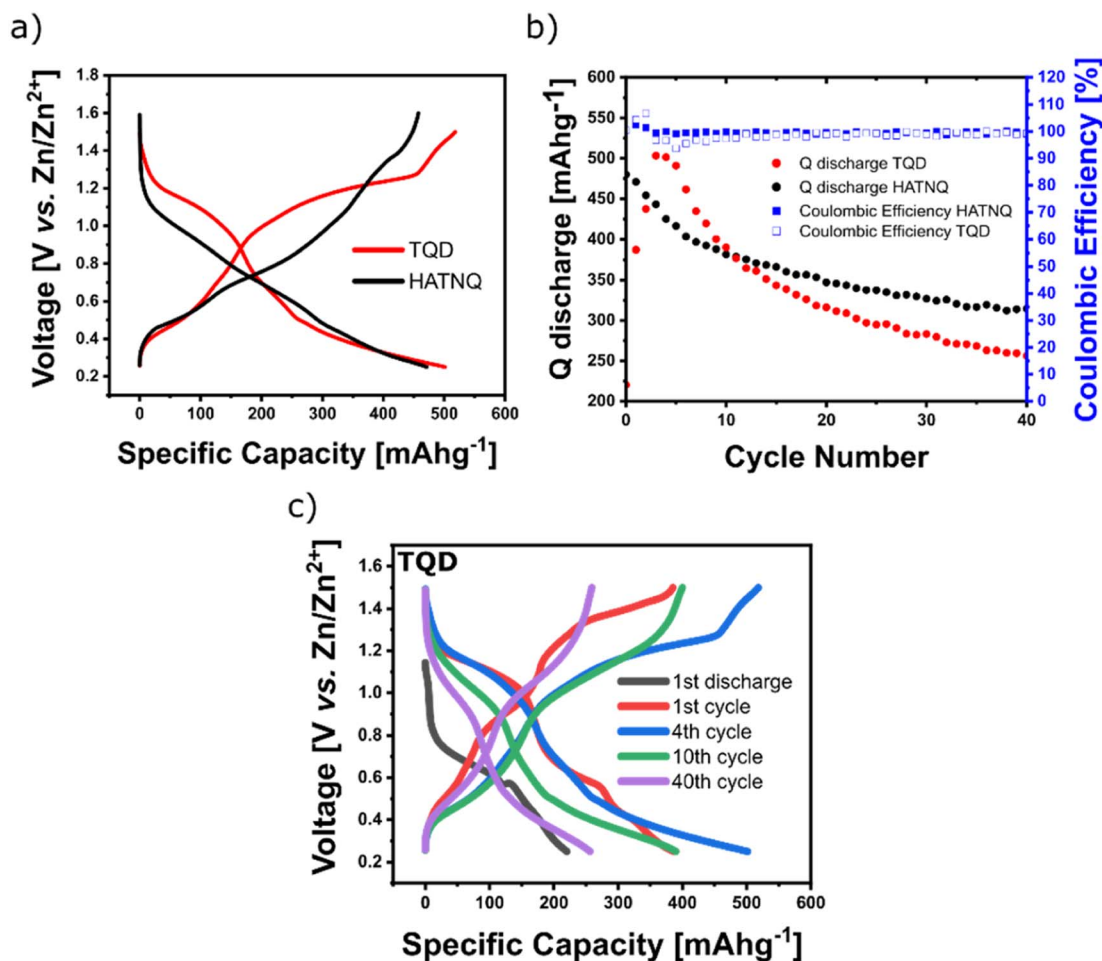 a)
Voltage [V vs. Zn/Zn²⁺]
1.6
1.4
1.2
1.0
0.8
0.6
0.4
0.2
TQD
HATNQ
0 100 200 300 400 500 600
Specific Capacity [mAhg⁻¹]
b)
Q discharge [mAhg⁻¹]
600
550
500
450
400
350
300
250
200
Q discharge TQD
Q discharge HATNQ
Coulombic Efficiency HATNQ
Coulombic Efficiency TQD
120
110
100
90
80
70
60
50
40
30
20
10
0
Coulombic Efficiency [%]
0 10 20 30 40
Cycle Number
c)
TQD
Voltage [V vs. Zn/Zn²⁺]
1.6
1.4
1.2
1.0
0.8
0.6
0.4
0.2
1st discharge
1st cycle
4th cycle
10th cycle
40th cycle
0 100 200 300 400 500 600
Specific Capacity [mAhg⁻¹]